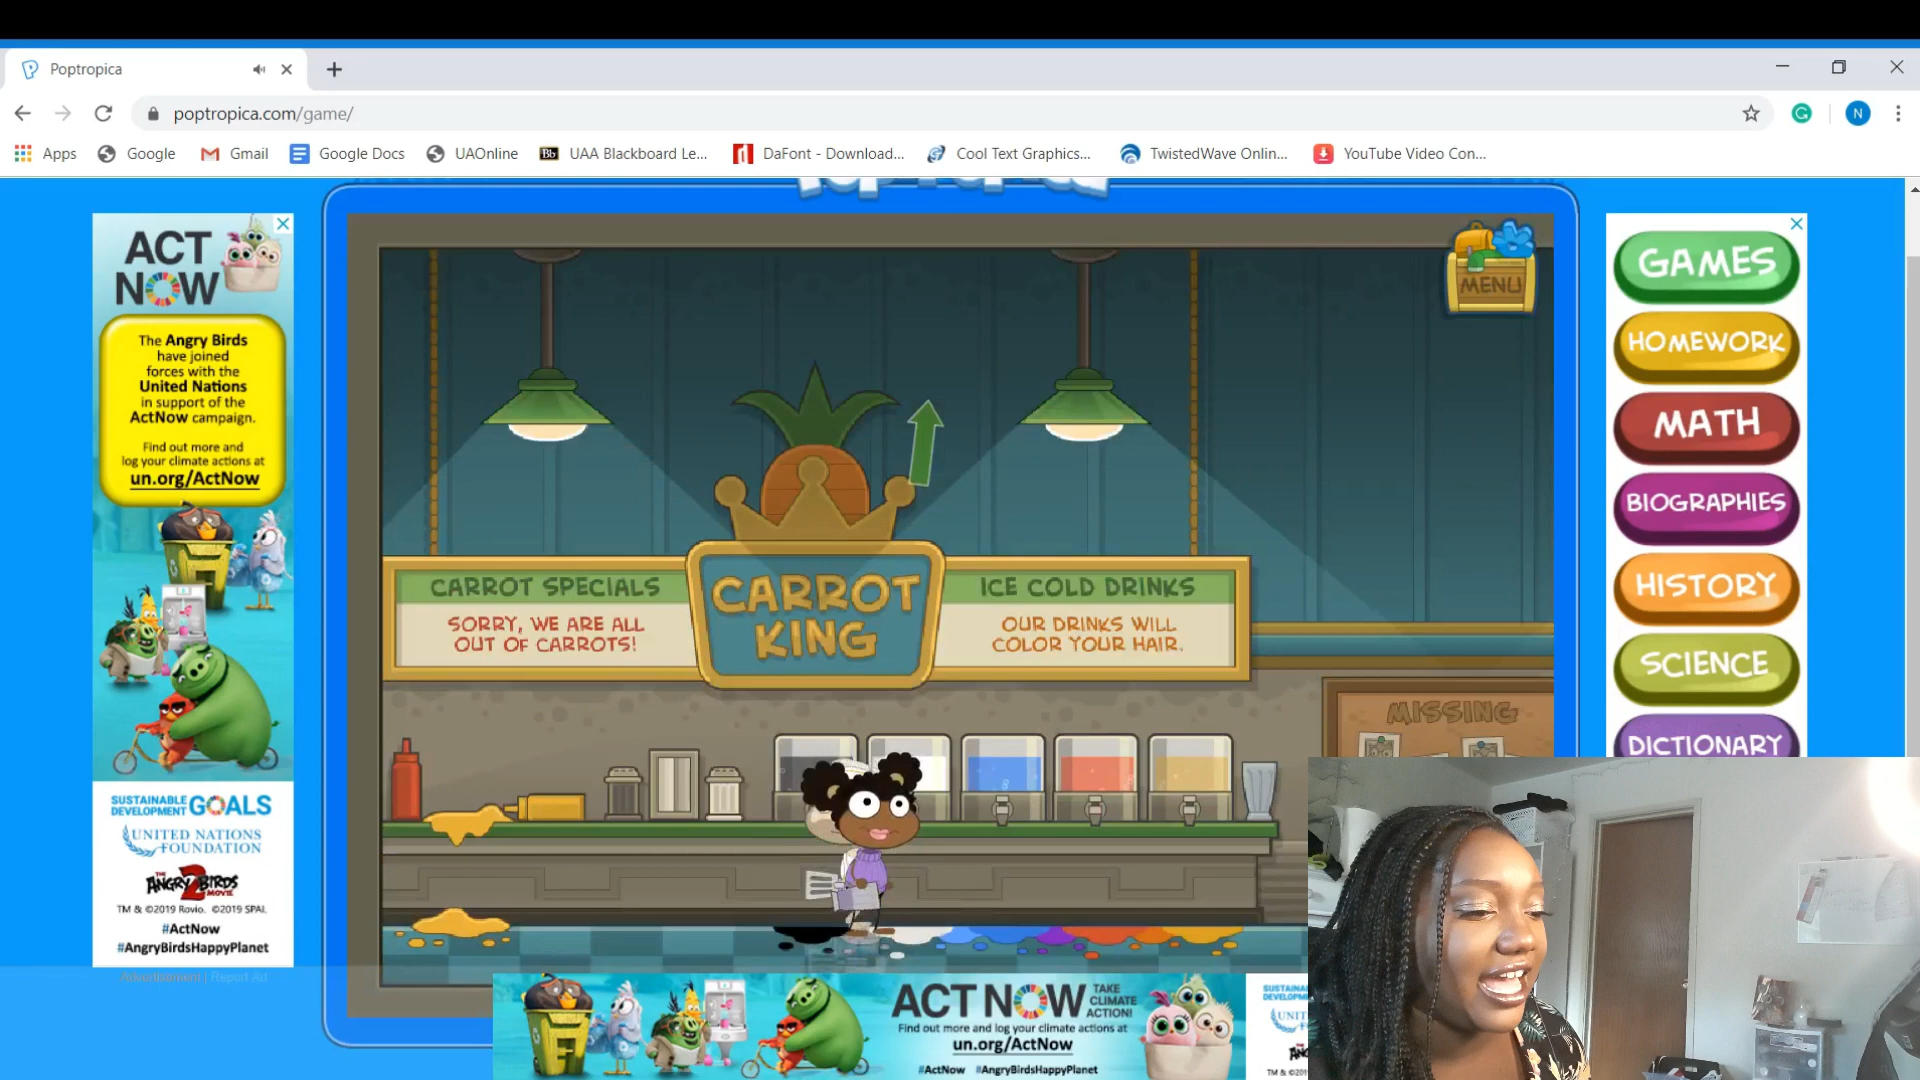 Poptropica
poptropica.com/game/
Apps
Google
Gmail
Google Docs
UAOnline
Bb
UAA Blackboard Le...
DaFont - Download...
Cool Text Graphics...
TwistedWave Onlin...
YouTube Video Con...
N
ACT
NOW
The Angry Birds
have joined
forces with the
United Nations
in support of the
ActNow campaign.
Find out more and
log your climate actions at
un.org/ActNow
SUSTAINABLE
DEVELOPMENT GOALS
UNITED NATIONS
FOUNDATION
THE
ANGRY BIRDS
MOVIE 2
TM & ©2019 Rovio. ©2019 SPAI.
#ActNow
#AngryBirdsHappyPlanet
Advertisement | Report Ad
MENU
CARROT SPECIALS
SORRY, WE ARE ALL
OUT OF CARROTS!
CARROT
KING
ICE COLD DRINKS
OUR DRINKS WILL
COLOR YOUR HAIR.
MISSING
GAMES
HOMEWORK
MATH
BIOGRAPHIES
HISTORY
SCIENCE
DICTIONARY
ACT NOW
TAKE
CLIMATE
ACTION!
Find out more and log your climate actions at
un.org/ActNow
#ActNow #AngryBirdsHappyPlanet